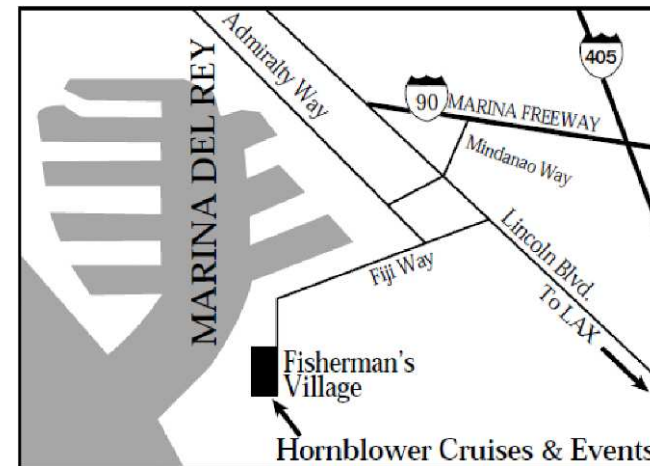 MARINA DEL REY
Admiralty Way
405
90
MARINA FREEWAY
Mindanao Way
Lincoln Blvd.
Fiji Way
To LAX
Fisherman's
Village
Hornblower Cruises & Events